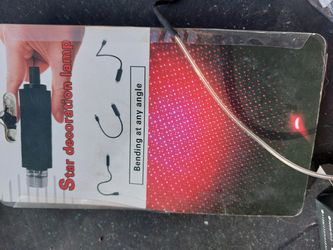 Star decoration lamp
Bending at any angle